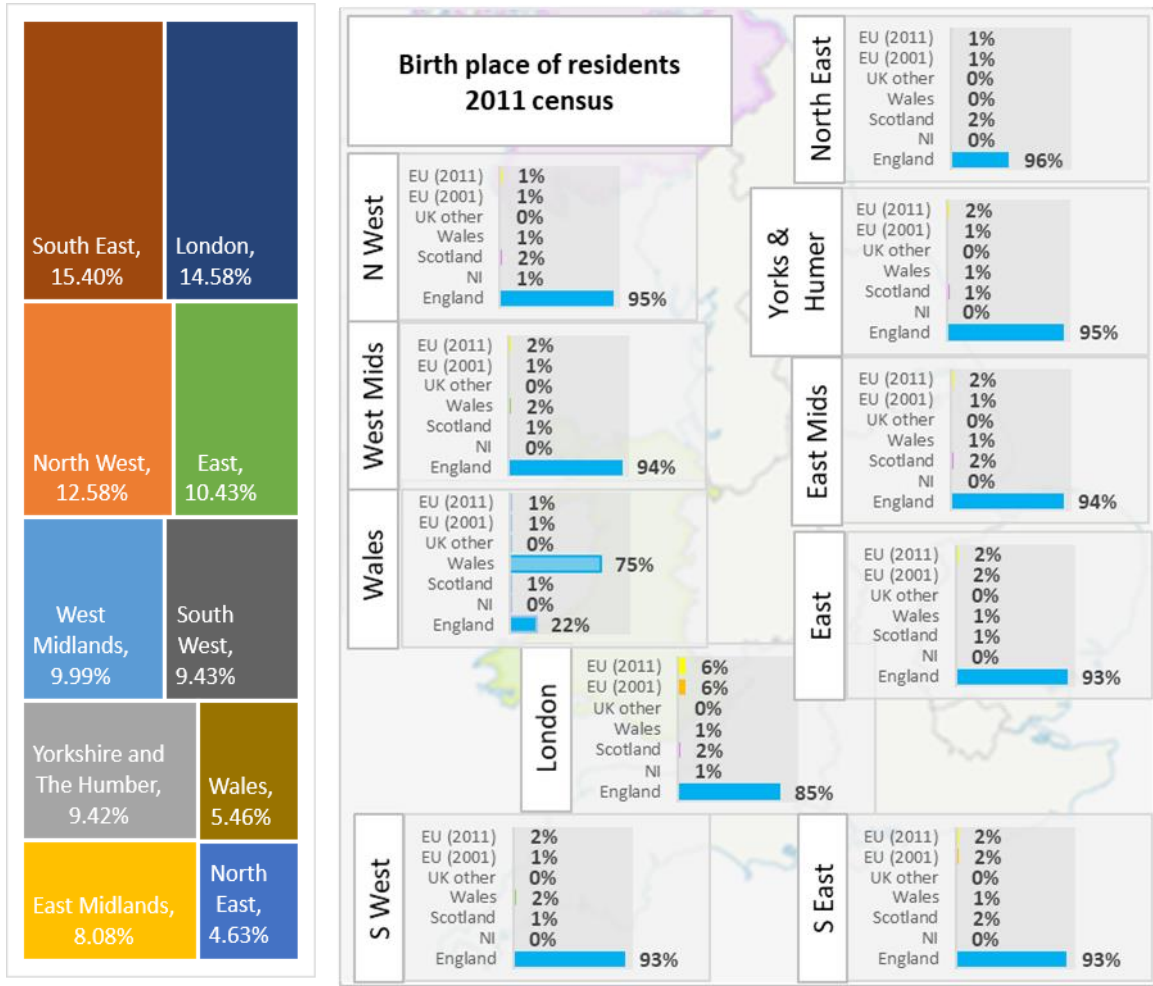 South East,
15.40%
London,
14.58%
North West,
12.58%
East,
10.43%
West
Midlands,
9.99%
South
West,
9.43%
Yorkshire and
The Humber,
9.42%
Wales,
5.46%
East Midlands,
8.08%
North
East,
4.63%
Birth place of residents
2011 census
North East
EU (2011) 1%
EU (2001) 1%
UK other 0%
Wales 0%
Scotland 2%
NI 0%
England 96%
N West
EU (2011) 1%
EU (2001) 1%
UK other 0%
Wales 1%
Scotland 2%
NI 1%
England 95%
Yorks &
Humer
EU (2011) 2%
EU (2001) 1%
UK other 0%
Wales 1%
Scotland 1%
NI 0%
England 95%
West Mids
EU (2011) 2%
EU (2001) 1%
UK other 0%
Wales 2%
Scotland 1%
NI 0%
England 94%
East Mids
EU (2011) 2%
EU (2001) 1%
UK other 0%
Wales 1%
Scotland 2%
NI 0%
England 94%
Wales
EU (2011) 1%
EU (2001) 1%
UK other 0%
Wales 75%
Scotland 1%
NI 0%
England 22%
East
EU (2011) 2%
EU (2001) 2%
UK other 0%
Wales 1%
Scotland 1%
NI 0%
England 93%
London
EU (2011) 6%
EU (2001) 6%
UK other 0%
Wales 1%
Scotland 2%
NI 1%
England 85%
S West
EU (2011) 2%
EU (2001) 1%
UK other 0%
Wales 2%
Scotland 1%
NI 0%
England 93%
S East
EU (2011) 2%
EU (2001) 2%
UK other 0%
Wales 1%
Scotland 2%
NI 0%
England 93%